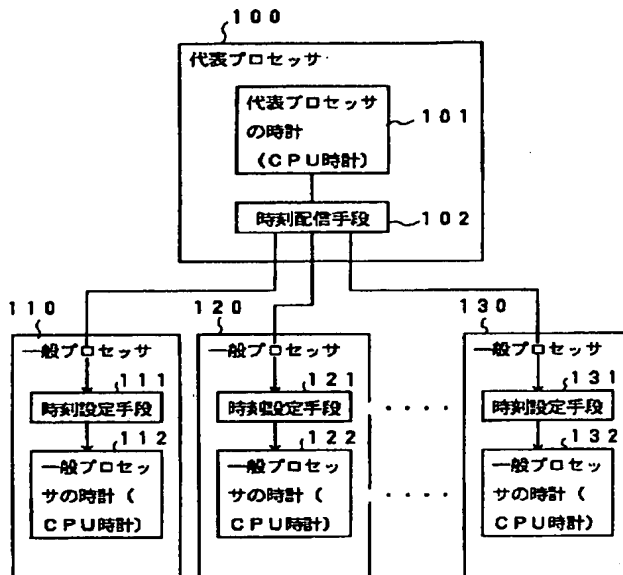 100
代表プロセッサ
代表プロセッサ
の時計
(CPU時計)
101
時刻配信手段
102
110
一般プロセッサ
111
時刻設定手段
112
一般プロセッ
サの時計(
CPU時計)
120
一般プロセッサ
121
時刻設定手段
122
一般プロセッ
サの時計(
CPU時計)
....
....
130
一般プロセッサ
131
時刻設定手段
132
一般プロセッ
サの時計(
CPU時計)